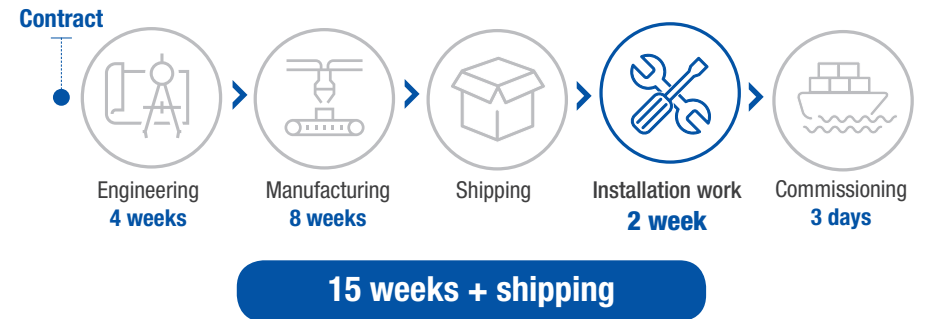 Contract
Engineering
4 weeks
Manufacturing
8 weeks
Shipping
Installation work
2 week
Commissioning
3 days
15 weeks + shipping